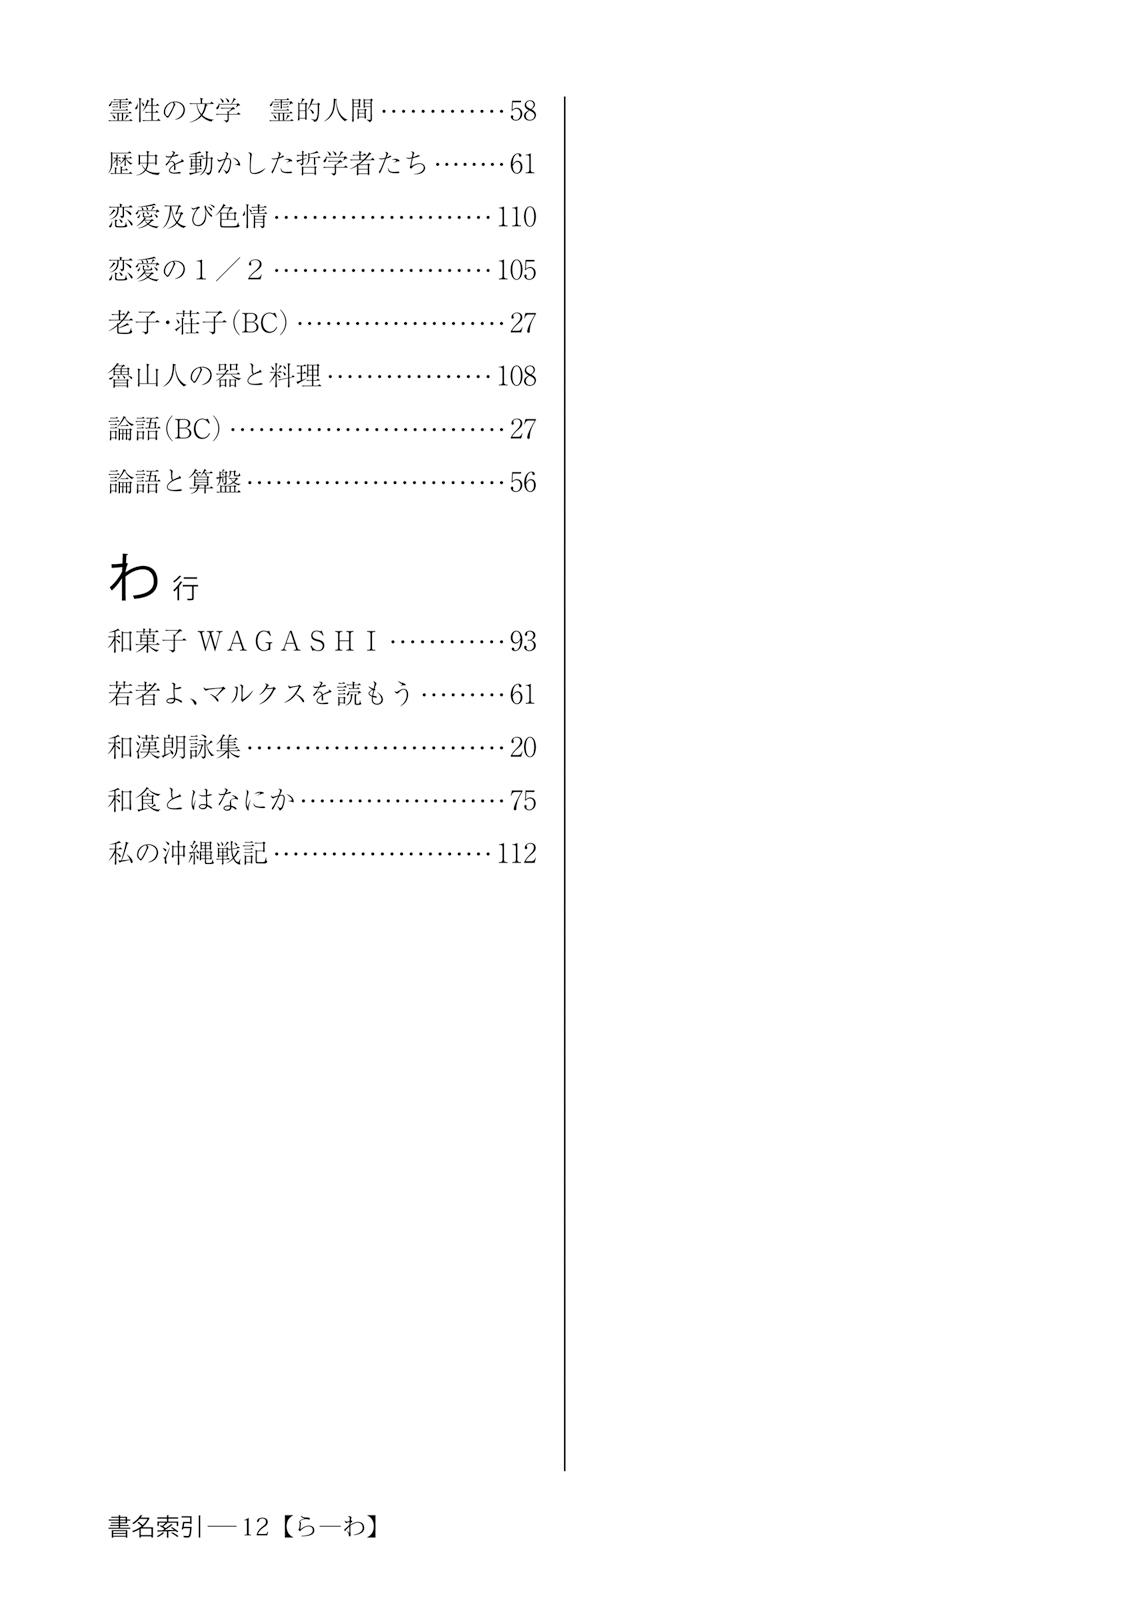 霊性の文学　霊的人間…………58
歴史を動かした哲学者たち………61
恋愛及び色情……………………110
恋愛の１／２……………………105
老子・荘子（BC）…………………27
魯山人の器と料理………………108
論語（BC）…………………………27
論語と算盤…………………………56
わ 行
和菓子 ＷＡＧＡＳＨＩ…………93
若者よ、マルクスを読もう………61
和漢朗詠集…………………………20
和食とはなにか……………………75
私の沖縄戦記……………………112
書名索引―12【ら―わ】